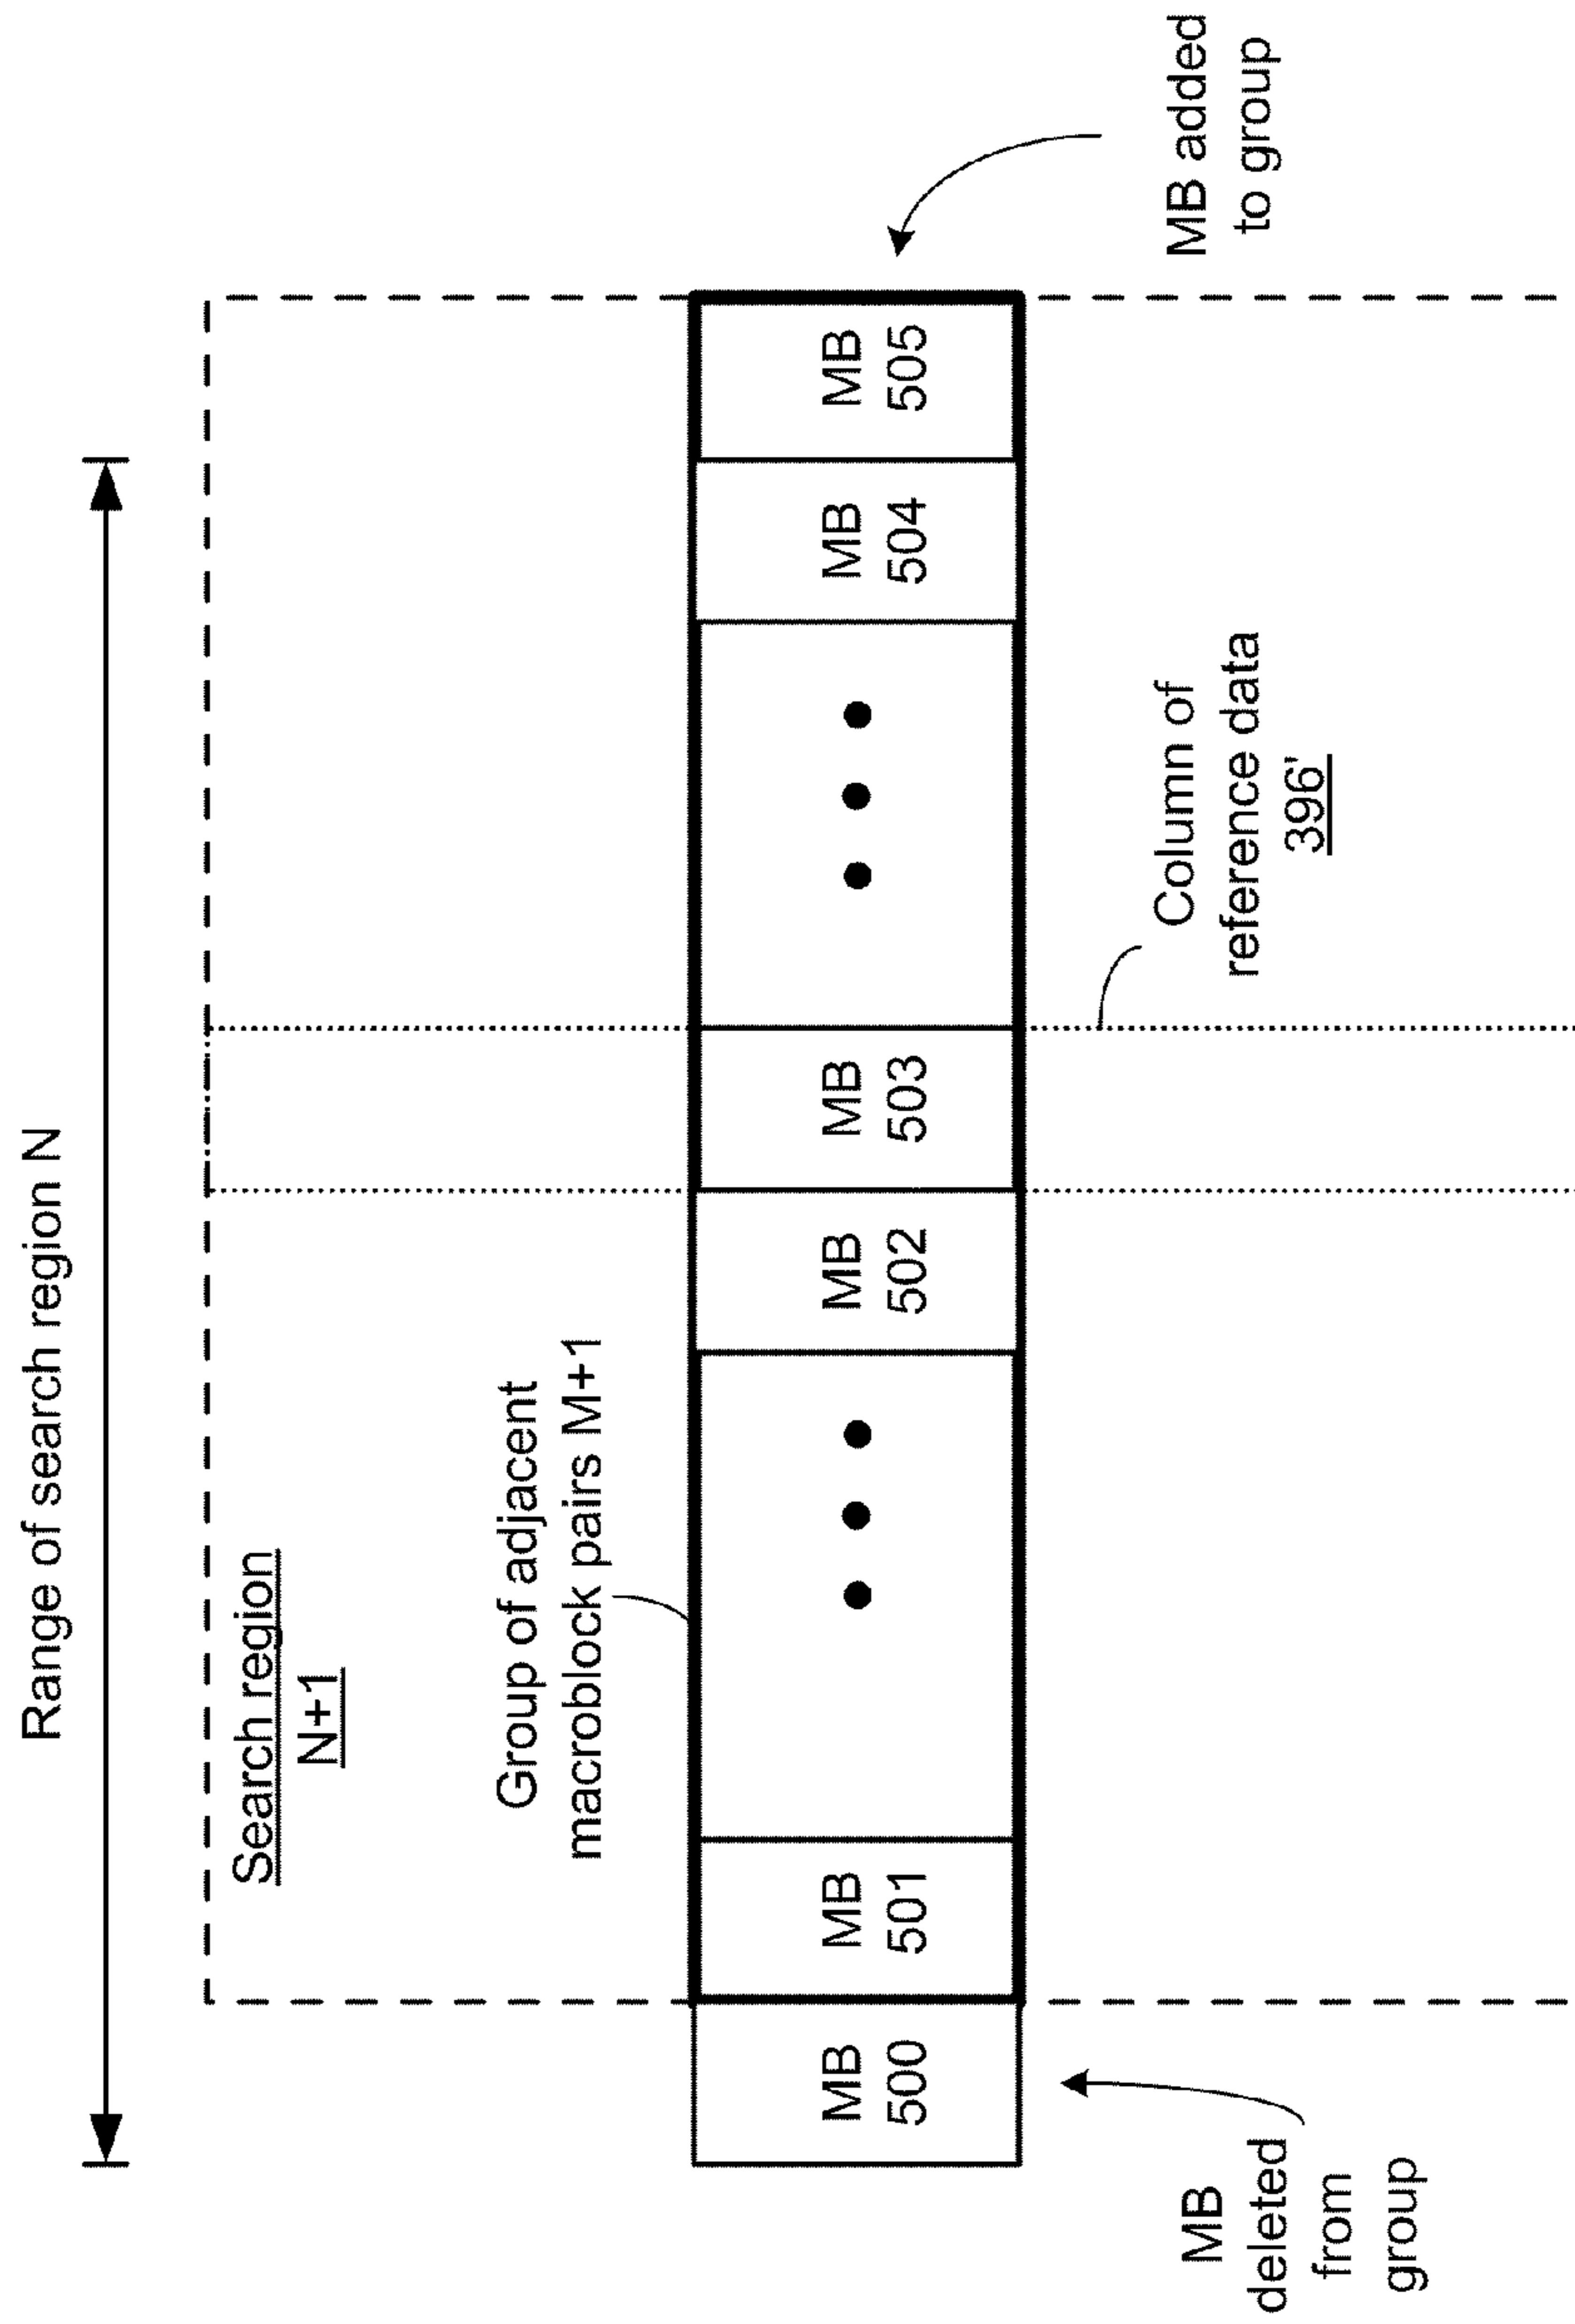 Range of search region N
Search region
N+1
Group of adjacent
macroblock pairs M+1
MB
500
MB
501
MB
502
MB
503
MB
504
MB
505
MB
deleted
from
group
Column of
reference data
396'
MB added
to group